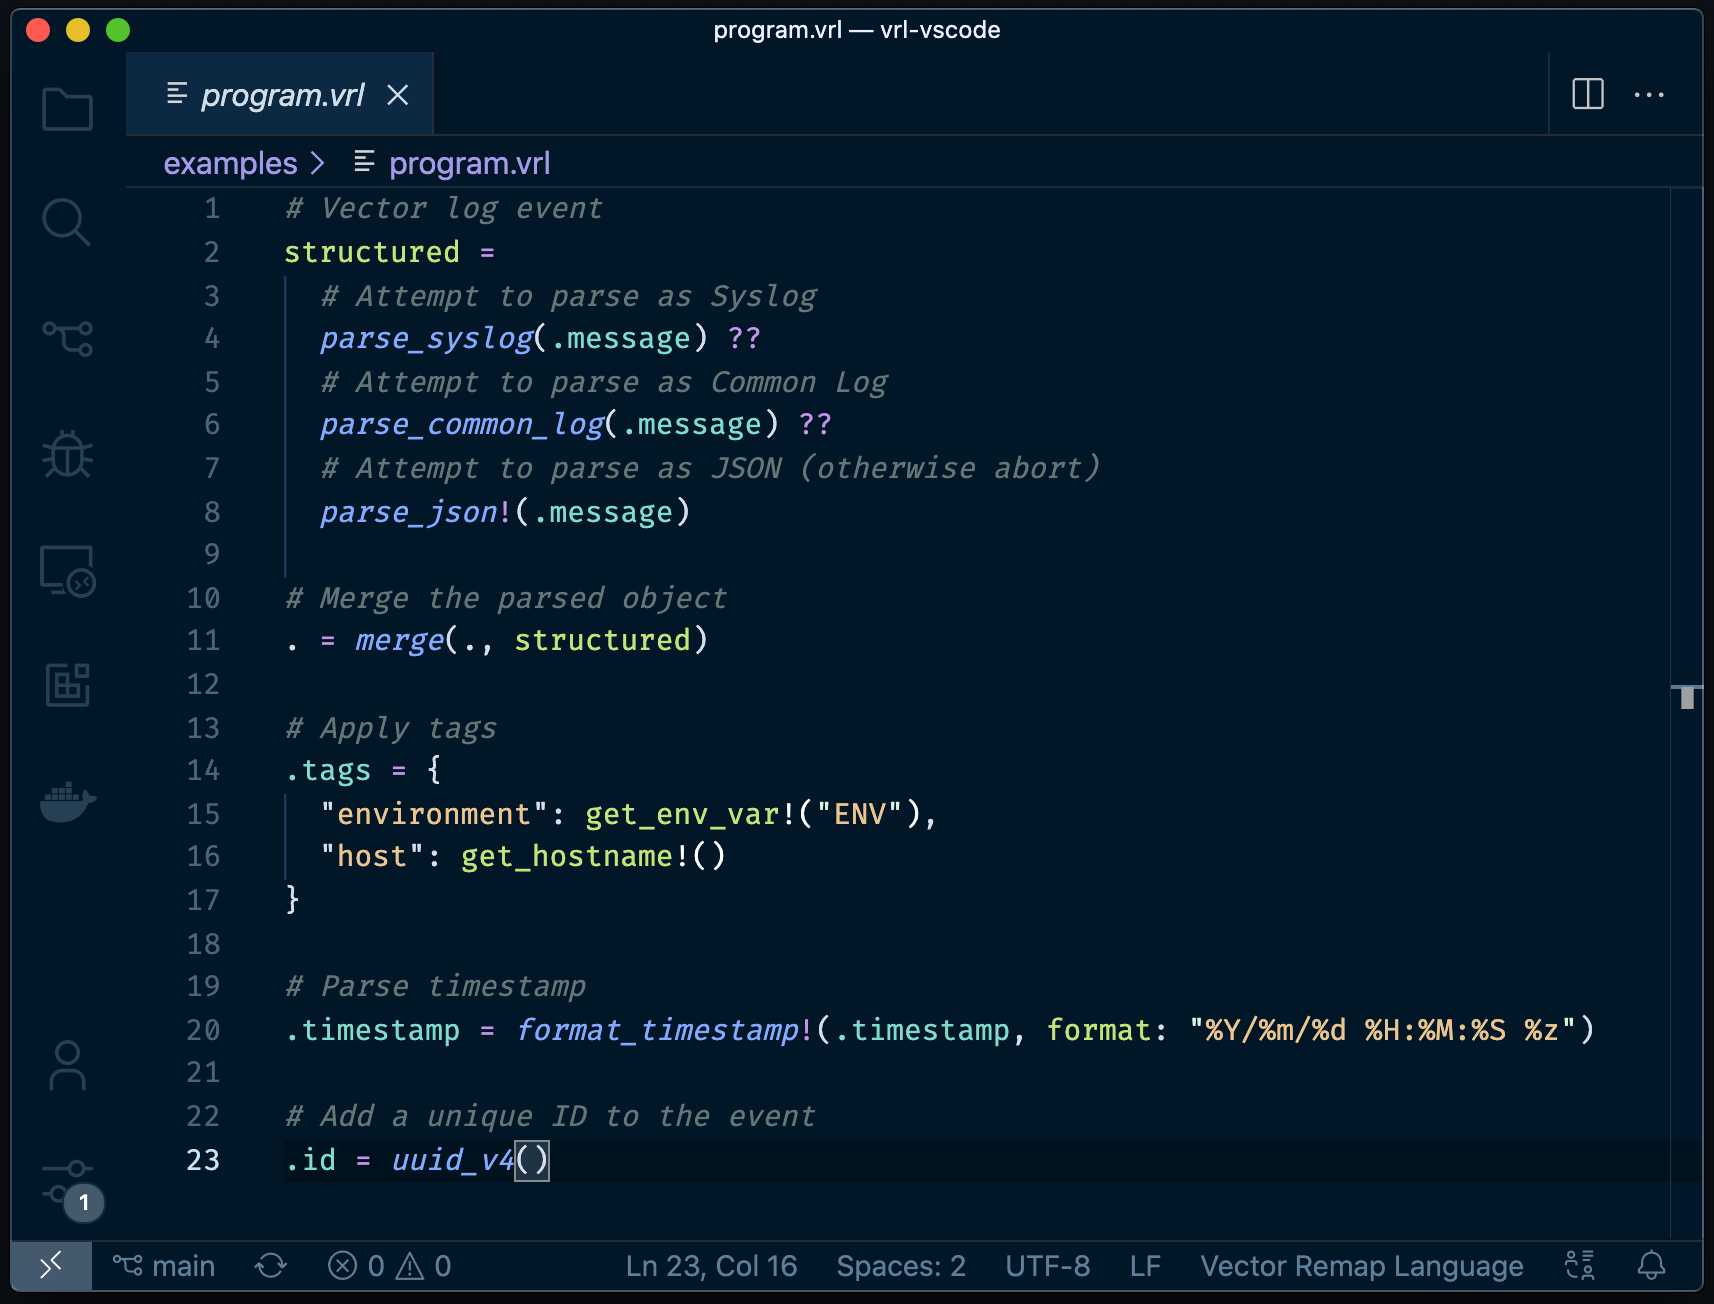 program.vrl — vrl-vscode
program.vrl
examples > program.vrl
1 # Vector log event
2 structured =
3   # Attempt to parse as Syslog
4   parse_syslog(.message) ??
5   # Attempt to parse as Common Log
6   parse_common_log(.message) ??
7   # Attempt to parse as JSON (otherwise abort)
8   parse_json!(.message)
9
10 # Merge the parsed object
11 . = merge(., structured)
12
13 # Apply tags
14 .tags = {
15   "environment": get_env_var!("ENV"),
16   "host": get_hostname!()
17 }
18
19 # Parse timestamp
20 .timestamp = format_timestamp!(.timestamp, format: "%Y/%m/%d %H:%M:%S %z")
21
22 # Add a unique ID to the event
23 .id = uuid_v4()
1
main 0 0 Ln 23, Col 16 Spaces: 2 UTF-8 LF Vector Remap Language